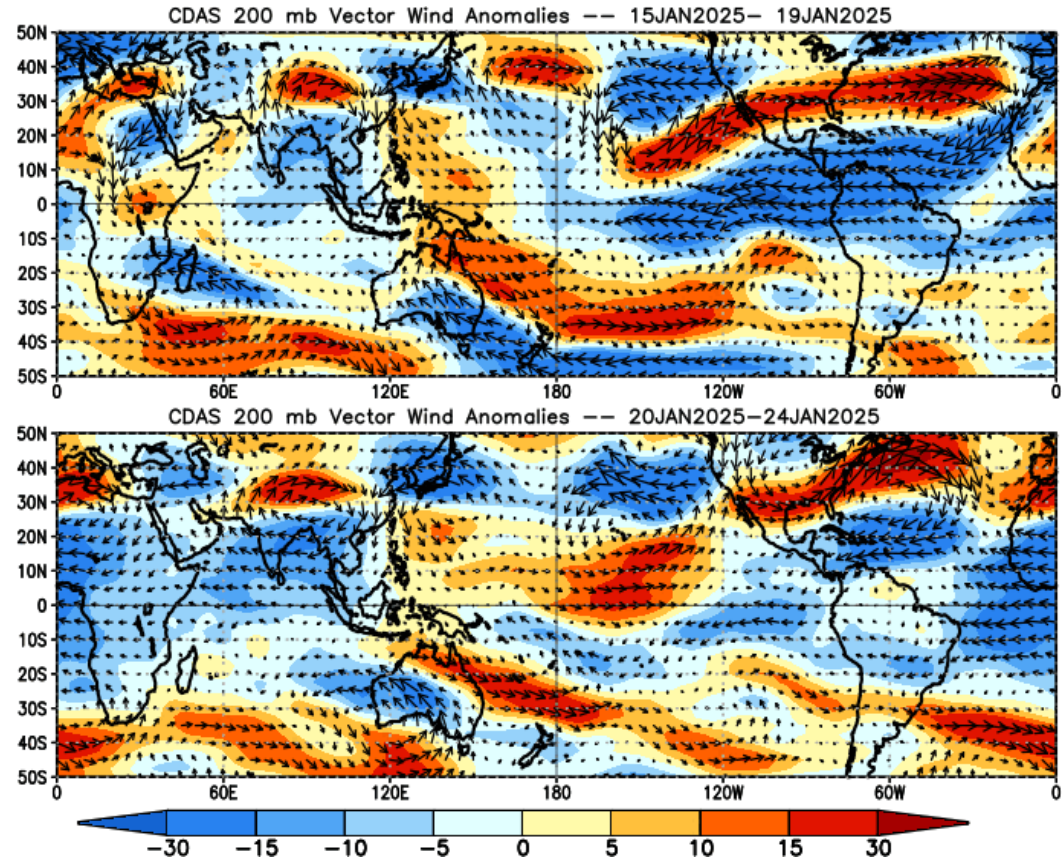 CDAS 200 mb Vector Wind Anomalies -- 15JAN2025- 19JAN2025
50N
40N
30N
20N
10N
0
10S
20S
30S
40S
50S
0 60E 120E 180 120W 60W 0
CDAS 200 mb Vector Wind Anomalies -- 20JAN2025-24JAN2025
50N
40N
30N
20N
10N
0
10S
20S
30S
40S
50S
0 60E 120E 180 120W 60W 0
-30 -15 -10 -5 0 5 10 15 30